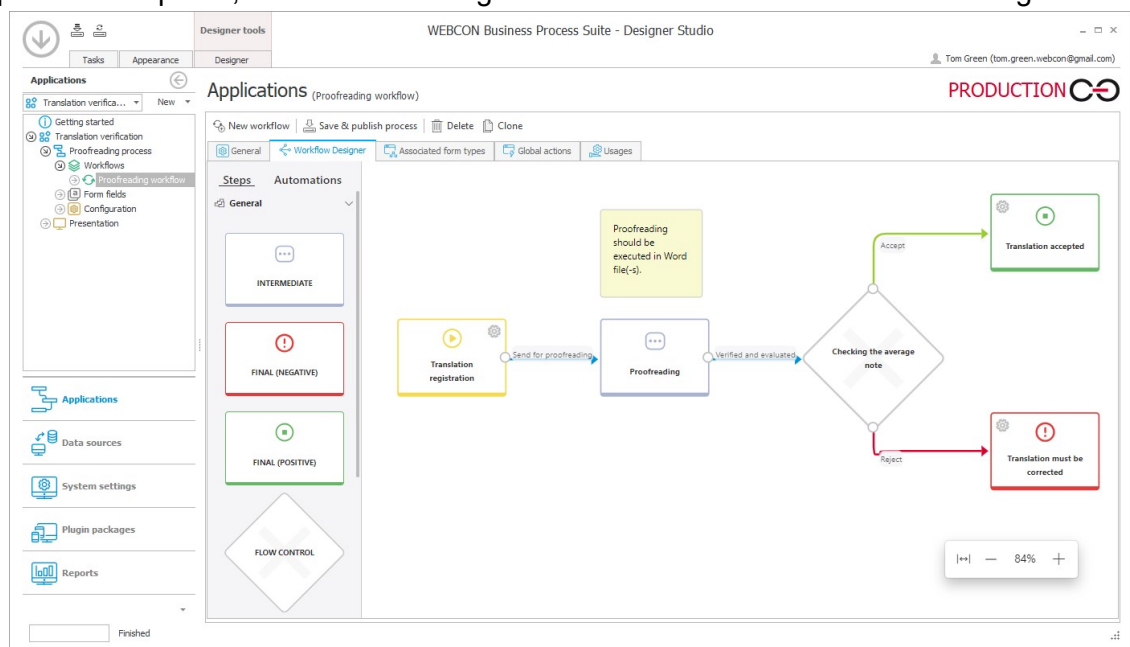 Designer tools
WEBCON Business Process Suite - Designer Studio
Tasks
Appearance
Designer
Tom Green (tom.green.webcon@gmail.com)
Applications
Translation verifica...
New
Getting started
Translation verification
Proofreading process
Workflows
Proofreading workflow
Form fields
Configuration
Presentation
Applications
Data sources
System settings
Plugin packages
Reports
Finished
Applications (Proofreading workflow)
PRODUCTION
New workflow
Save & publish process
Delete
Clone
General
Workflow Designer
Associated form types
Global actions
Usages
Steps
Automations
General
INTERMEDIATE
FINAL (NEGATIVE)
FINAL (POSITIVE)
FLOW CONTROL
Proofreading
should be
executed in Word
file(-s).
Translation
registration
Send for proofreading
Proofreading
Verified and evaluated
Checking the average
note
Accept
Translation accepted
Reject
Translation must be
corrected
84%